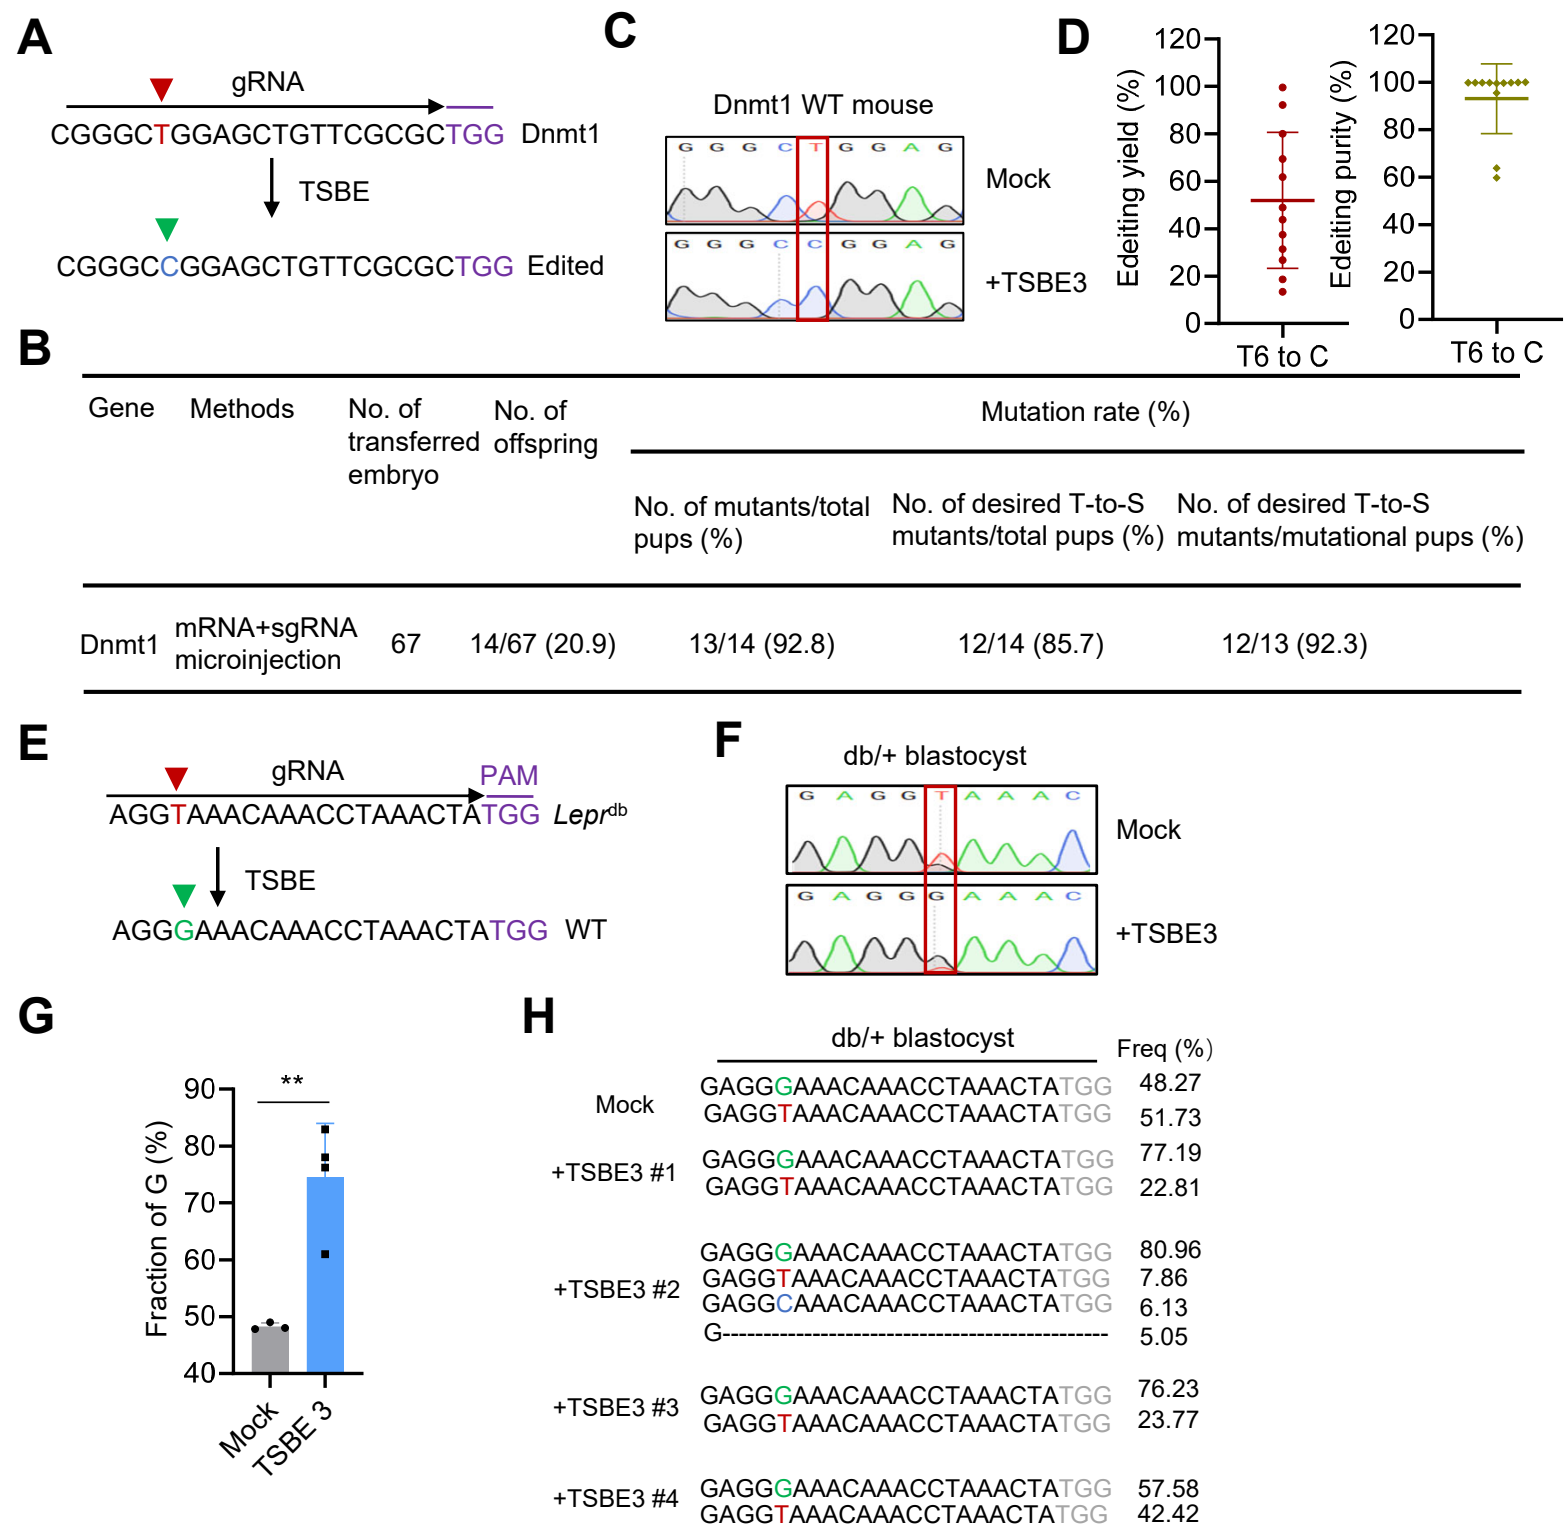 A
gRNA
CGGGCTGGAGCTGTTCGCGCTGG Dnmt1
TSBE
CGGGCCGGAGCTGTTCGCGCTGG Edited
C
Dnmt1 WT mouse
G G G C T G G A G
Mock
G G G C C G G A G
+TSBE3
D
Edeiting yield (%)
120
100
80
60
40
20
0
T6 to C
Edeiting purity (%)
120
100
80
60
40
20
0
T6 to C
B
Gene
Methods
No. of
transferred
embryo
No. of
offspring
Mutation rate (%)
No. of mutants/total
pups (%)
No. of desired T-to-S
mutants/total pups (%)
No. of desired T-to-S
mutants/mutational pups (%)
Dnmt1
mRNA+sgRNA
microinjection
67
14/67 (20.9)
13/14 (92.8)
12/14 (85.7)
12/13 (92.3)
E
gRNA
PAM
AGGTAAACAAACCTAAACTATGG Leprdb
TSBE
AGGGAAACAAACCTAAACTATGG WT
F
db/+ blastocyst
G A G G T A A A C
Mock
G A G G G A A A C
+TSBE3
G
Fraction of G (%)
90
80
70
60
50
40
**
Mock
TSBE 3
H
db/+ blastocyst
Freq (%)
Mock
GAGGGAAACAAACCTAAACTATGG 48.27
GAGGTAAACAAACCTAAACTATGG 51.73
+TSBE3 #1
GAGGGAAACAAACCTAAACTATGG 77.19
GAGGTAAACAAACCTAAACTATGG 22.81
+TSBE3 #2
GAGGGAAACAAACCTAAACTATGG 80.96
GAGGTAAACAAACCTAAACTATGG 7.86
GAGGCAAACAAACCTAAACTATGG 6.13
G----------------------------------------------- 5.05
+TSBE3 #3
GAGGGAAACAAACCTAAACTATGG 76.23
GAGGTAAACAAACCTAAACTATGG 23.77
+TSBE3 #4
GAGGGAAACAAACCTAAACTATGG 57.58
GAGGTAAACAAACCTAAACTATGG 42.42